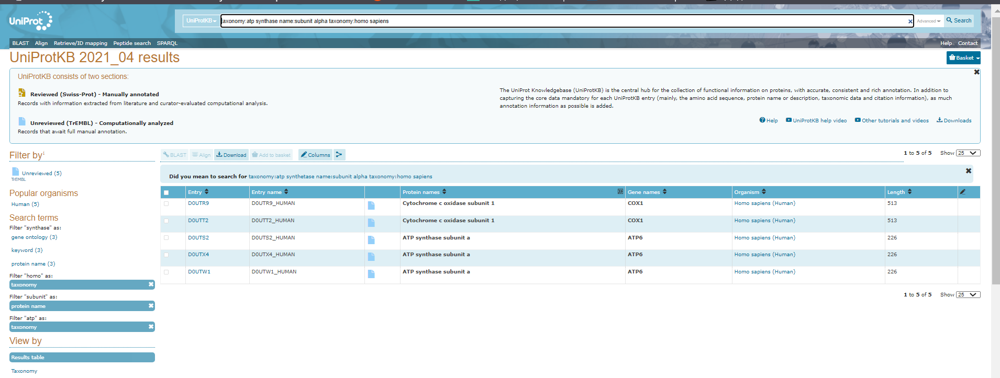 UniProt
UniProtKB
taxonomy:atp synthase name:subunit alpha taxonomy:homo sapiens
Advanced
Search
BLAST Align Retrieve/ID mapping Peptide search SPARQL
Help Contact
UniProtKB 2021_04 results
Basket
UniProtKB consists of two sections:
Reviewed (Swiss-Prot) - Manually annotated
Records with information extracted from literature and curator-evaluated computational analysis.
Unreviewed (TrEMBL) - Computationally analyzed
Records that await full manual annotation.
The UniProt Knowledgebase (UniProtKB) is the central hub for the collection of functional information on proteins, with accurate, consistent and rich annotation. In addition to
capturing the core data mandatory for each UniProtKB entry (mainly, the amino acid sequence, protein name or description, taxonomic data and citation information), as much
annotation information as possible is added.
Help UniProtKB help video Other tutorials and videos Downloads
Filter by i
Unreviewed (5)
TrEMBL
Popular organisms
Human (5)
Search terms
Filter "synthase" as:
gene ontology (3)
keyword (3)
protein name (3)
Filter "homo" as:
taxonomy
Filter "subunit" as:
protein name
Filter "atp" as:
taxonomy
View by
Results table
Taxonomy
BLAST Align Download Add to basket Columns
1 to 5 of 5 Show 25
Did you mean to search for taxonomy:atp synthetase name:subunit alpha taxonomy:homo sapiens
Entry Entry name Protein names Gene names Organism Length
D0UTR9 D0UTR9_HUMAN Cytochrome c oxidase subunit 1 COX1 Homo sapiens (Human) 513
D0UTT2 D0UTT2_HUMAN Cytochrome c oxidase subunit 1 COX1 Homo sapiens (Human) 513
D0UTS2 D0UTS2_HUMAN ATP synthase subunit a ATP6 Homo sapiens (Human) 226
D0UTX4 D0UTX4_HUMAN ATP synthase subunit a ATP6 Homo sapiens (Human) 226
D0UTW1 D0UTW1_HUMAN ATP synthase subunit a ATP6 Homo sapiens (Human) 226
1 to 5 of 5 Show 25